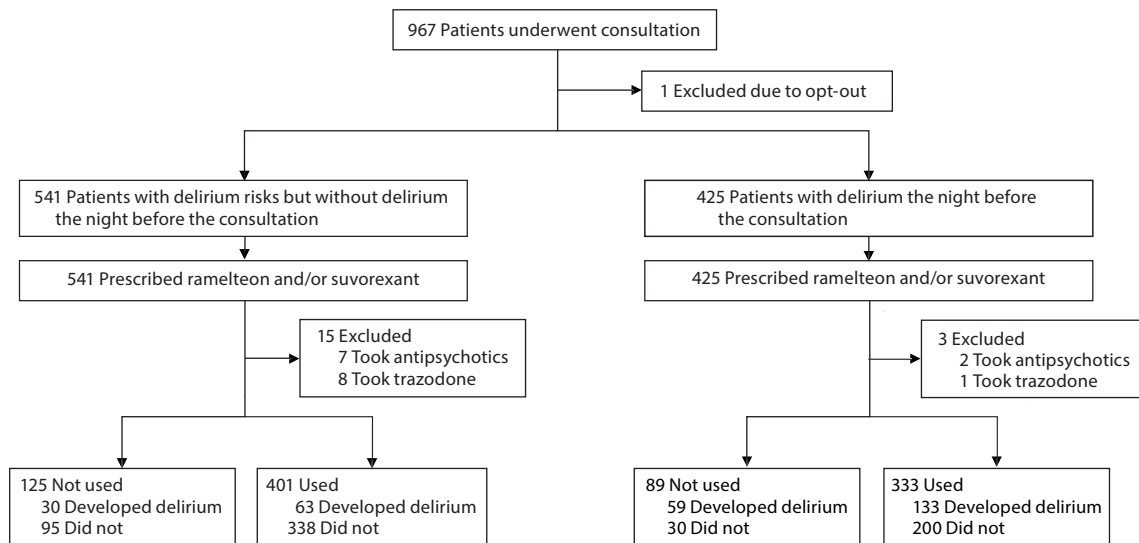 967 Patients underwent consultation
1 Excluded due to opt-out
541 Patients with delirium risks but without delirium
the night before the consultation
425 Patients with delirium the night before
the consultation
541 Prescribed ramelteon and/or suvorexant
425 Prescribed ramelteon and/or suvorexant
15 Excluded
7 Took antipsychotics
8 Took trazodone
3 Excluded
2 Took antipsychotics
1 Took trazodone
125 Not used
30 Developed delirium
95 Did not
401 Used
63 Developed delirium
338 Did not
89 Not used
59 Developed delirium
30 Did not
333 Used
133 Developed delirium
200 Did not